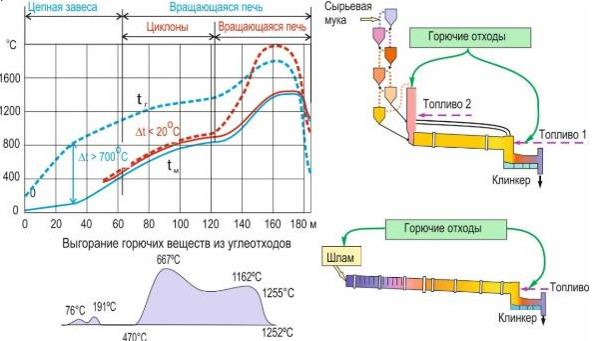 Цепная завеса
Вращающаяся печь
Циклоны
Вращающаяся печь
°C
1600
1200
800
400
0
0
tг
Δt < 20°C
Δt > 700°C
tм
0 20 40 60 80 100 120 140 160 180 м
Выгорание горючих веществ из углеотходов
667ºC
1162ºC
1255°C
76°C
191ºC
470°C
1252°C
Сырьевая
мука
Горючие отходы
Топливо 2
Топливо 1
Клинкер
Горючие отходы
Шлам
Топливо
Клинкер